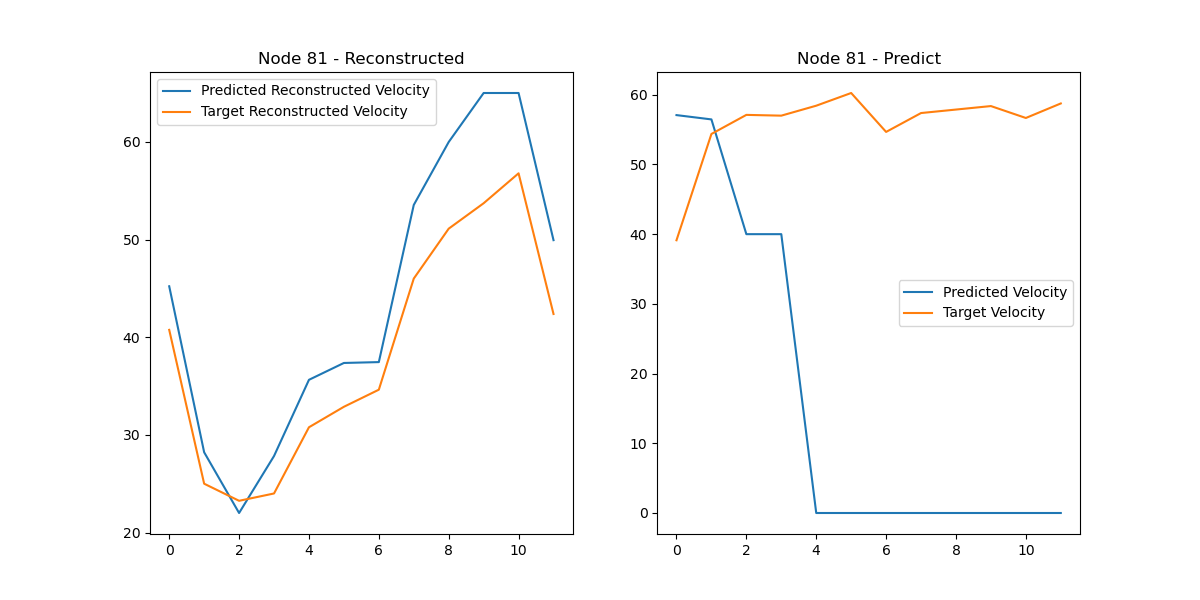 Node 81 - Reconstructed
Predicted Reconstructed Velocity
Target Reconstructed Velocity
60
50
40
30
20
0 2 4 6 8 10
Node 81 - Predict
60
50
40
30
20
10
0
Predicted Velocity
Target Velocity
0 2 4 6 8 10